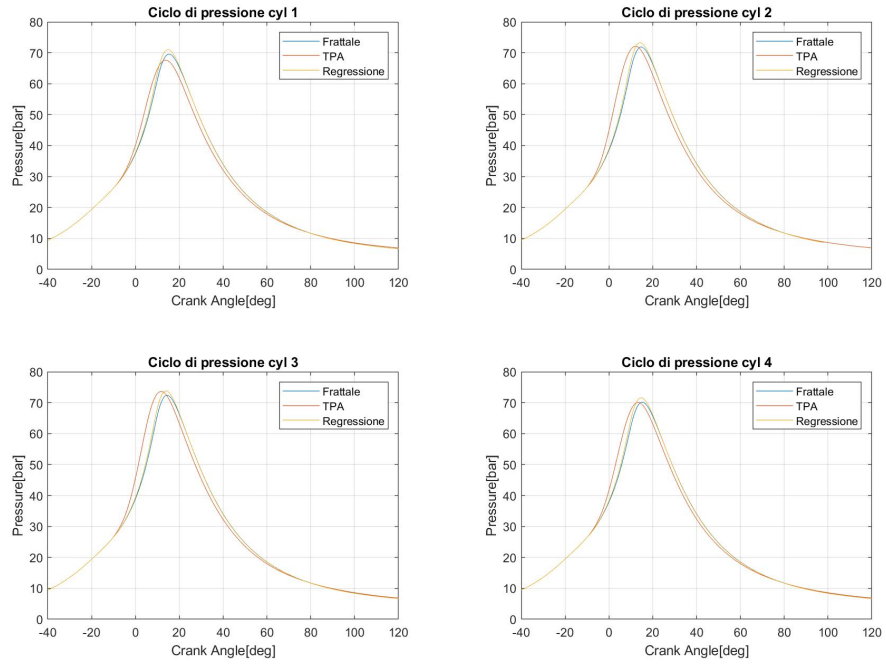 Ciclo di pressione cyl 1
80
70
60
50
40
30
20
10
0
Pressure[bar]
-40 -20 0 20 40 60 80 100 120
Crank Angle[deg]
Frattale
TPA
Regressione
Ciclo di pressione cyl 2
80
70
60
50
40
30
20
10
0
Pressure[bar]
-40 -20 0 20 40 60 80 100 120
Crank Angle[deg]
Frattale
TPA
Regressione
Ciclo di pressione cyl 3
80
70
60
50
40
30
20
10
0
Pressure[bar]
-40 -20 0 20 40 60 80 100 120
Crank Angle[deg]
Frattale
TPA
Regressione
Ciclo di pressione cyl 4
80
70
60
50
40
30
20
10
0
Pressure[bar]
-40 -20 0 20 40 60 80 100 120
Crank Angle[deg]
Frattale
TPA
Regressione